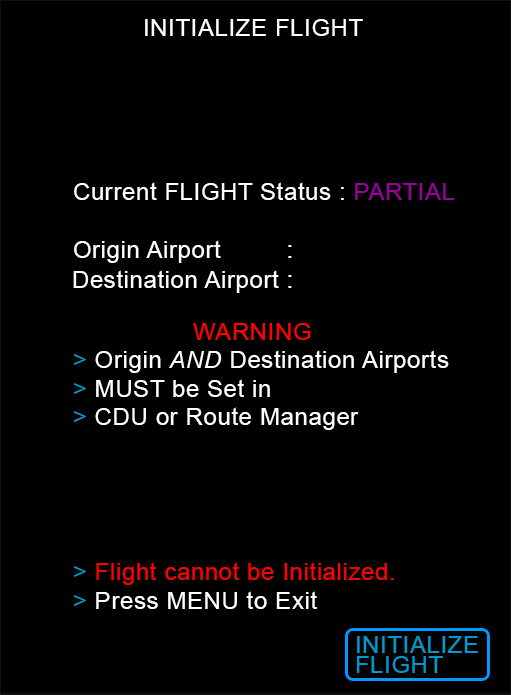 INITIALIZE FLIGHT
Current FLIGHT Status : PARTIAL
Origin Airport :
Destination Airport :
WARNING
> Origin AND Destination Airports
> MUST be Set in
> CDU or Route Manager
> Flight cannot be Initialized.
> Press MENU to Exit
INITIALIZE
FLIGHT